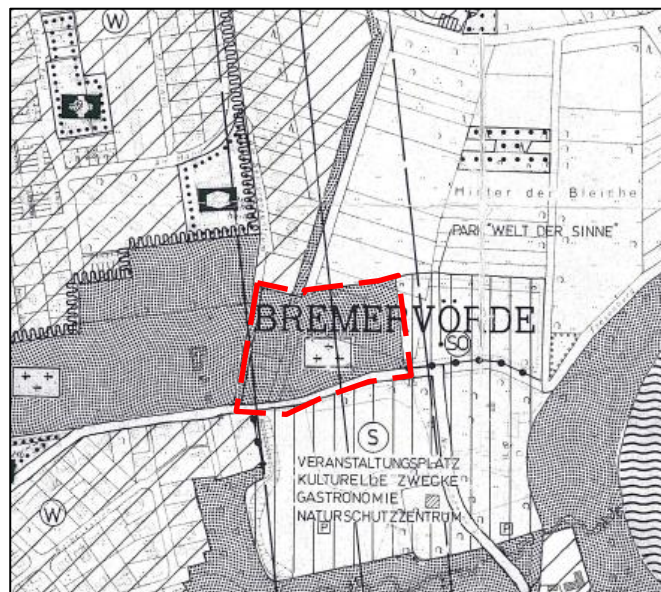 W
Hinter der Bleiche
PARK "WELT DER SINNE"
BREMERVÖRDE
SO
S
VERANSTALTUNGSPLATZ
KULTURELLE ZWECKE
GASTRONOMIE
NATURSCHUTZZENTRUM
W
P
P